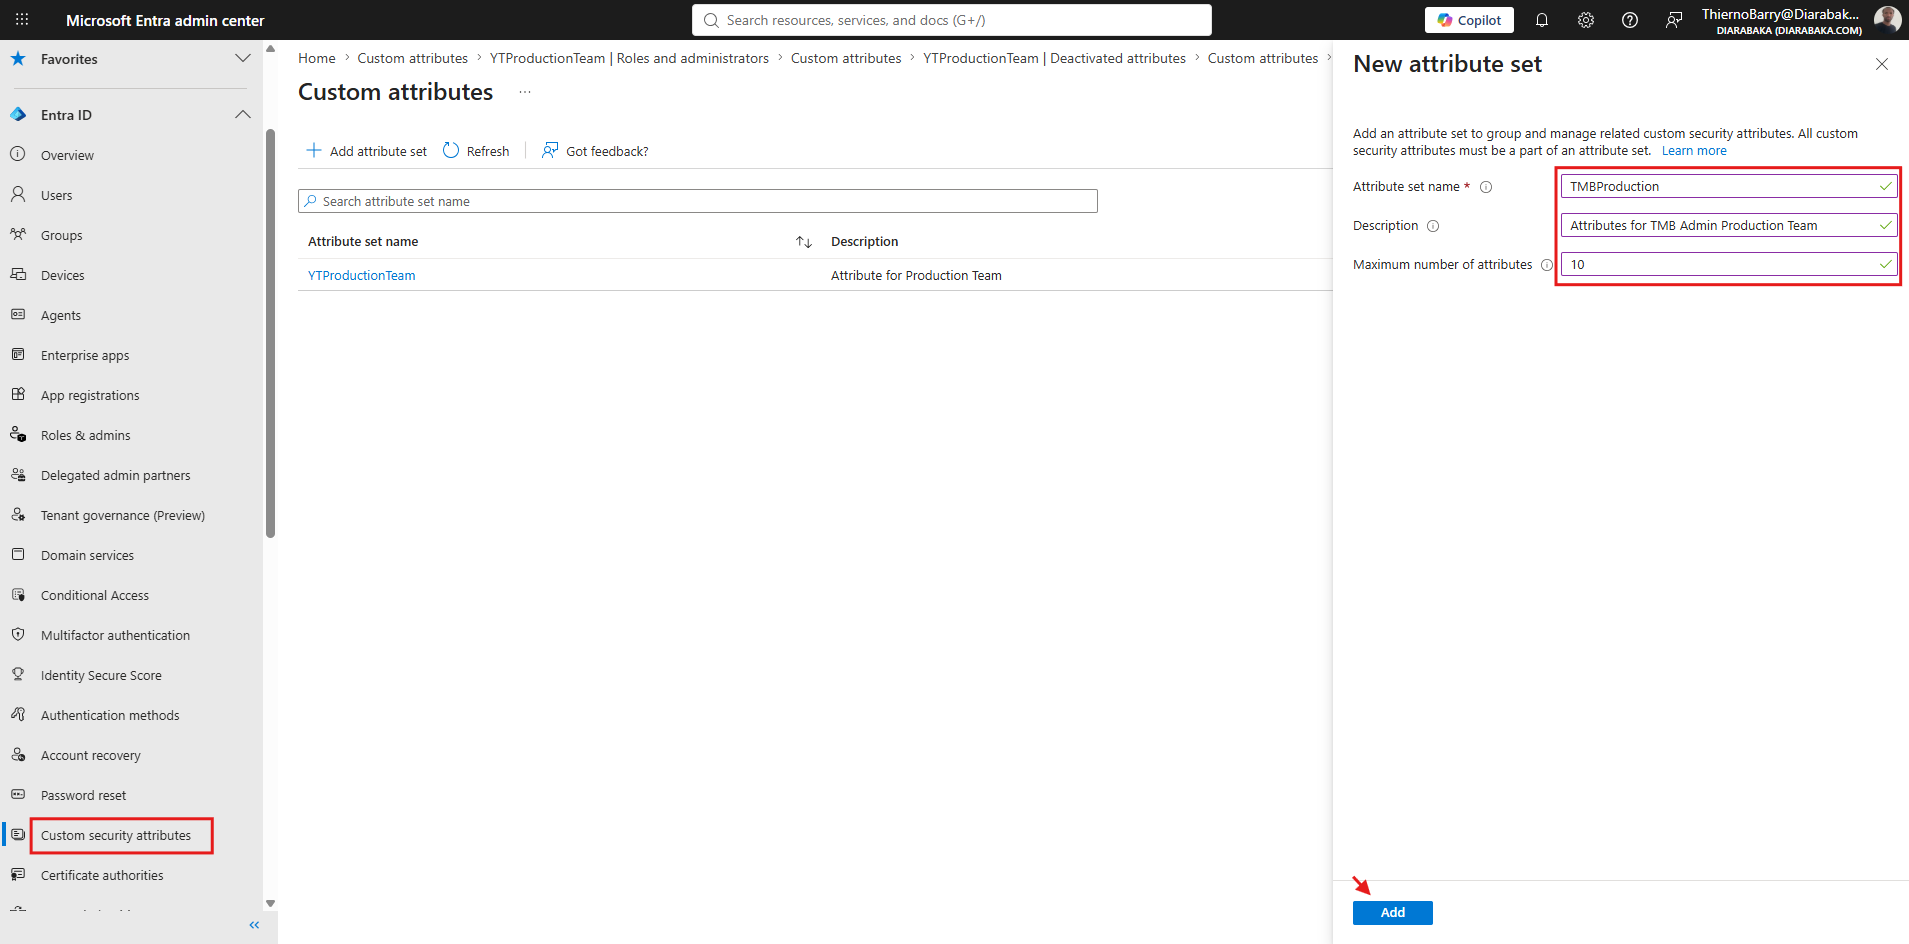 Microsoft Entra admin center
Search resources, services, and docs (G+/)
Copilot
ThiernoBarry@Diarabak...
DIARABAKA (DIARABAKA.COM)
Favorites
Entra ID
Overview
Users
Groups
Devices
Agents
Enterprise apps
App registrations
Roles & admins
Delegated admin partners
Tenant governance (Preview)
Domain services
Conditional Access
Multifactor authentication
Identity Secure Score
Authentication methods
Account recovery
Password reset
Custom security attributes
Certificate authorities
Home > Custom attributes > YTProductionTeam | Roles and administrators > Custom attributes > YTProductionTeam | Deactivated attributes > Custom attributes >
Custom attributes ...
Add attribute set
Refresh
Got feedback?
Search attribute set name
Attribute set name
Description
YTProductionTeam
Attribute for Production Team
New attribute set
Add an attribute set to group and manage related custom security attributes. All custom
security attributes must be a part of an attribute set. Learn more
Attribute set name *
TMBProduction
Description
Attributes for TMB Admin Production Team
Maximum number of attributes
10
Add